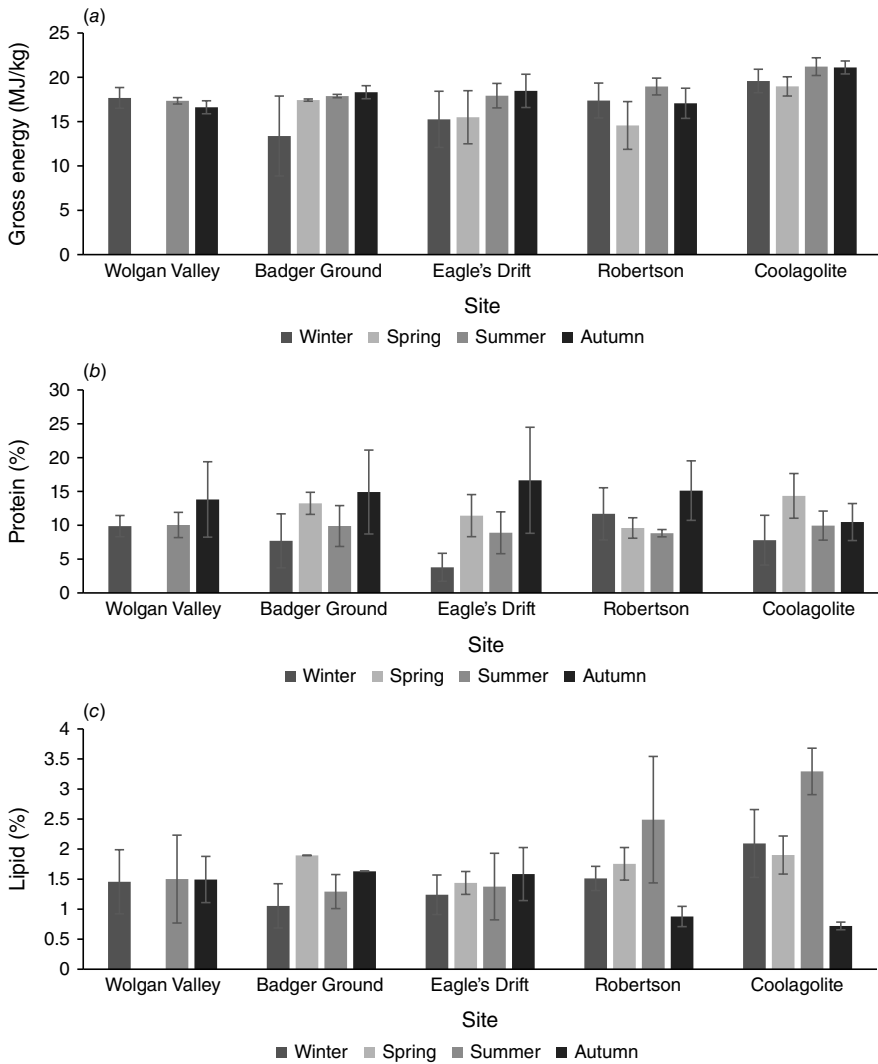 (a)
Gross energy (MJ/kg)
25
20
15
10
5
0
Wolgan Valley Badger Ground Eagle's Drift Robertson Coolagolite
Site
Winter Spring Summer Autumn
(b)
Protein (%)
30
25
20
15
10
5
0
Wolgan Valley Badger Ground Eagle's Drift Robertson Coolagolite
Site
Winter Spring Summer Autumn
(c)
Lipid (%)
4
3.5
3
2.5
2
1.5
1
0.5
0
Wolgan Valley Badger Ground Eagle's Drift Robertson Coolagolite
Site
Winter Spring Summer Autumn